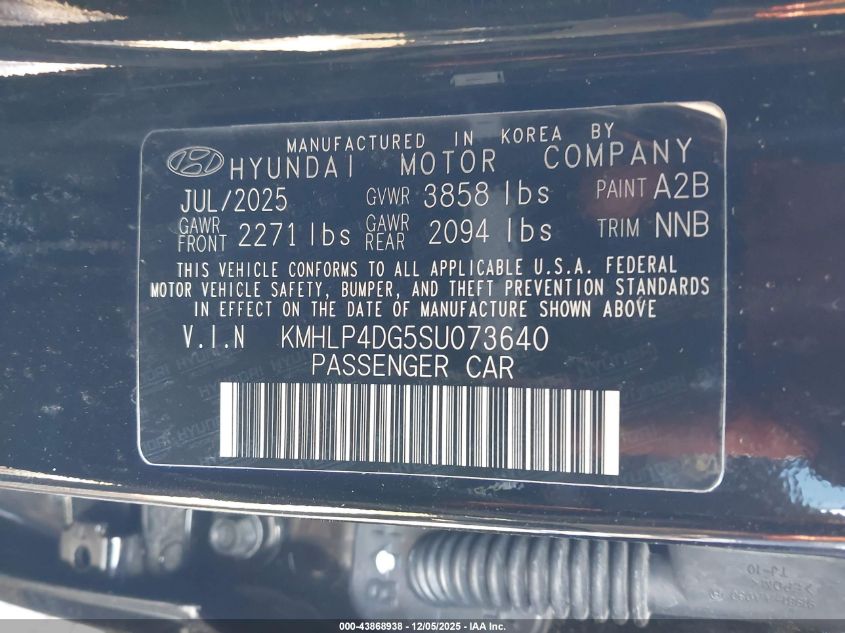 MANUFACTURED IN KOREA BY
HYUNDAI MOTOR COMPANY
JUL/2025 GVWR 3858 lbs PAINT A2B
GAWR FRONT 2271 lbs GAWR REAR 2094 lbs TRIM NNB
THIS VEHICLE CONFORMS TO ALL APPLICABLE U.S.A. FEDERAL
MOTOR VEHICLE SAFETY, BUMPER, AND THEFT PREVENTION STANDARDS
IN EFFECT ON THE DATE OF MANUFACTURE SHOWN ABOVE
V.I.N KMHLP4DG5SU073640
PASSENGER CAR
TJ-10
>EPDM<
000-43868938 - 12/05/2025 - IAA Inc.